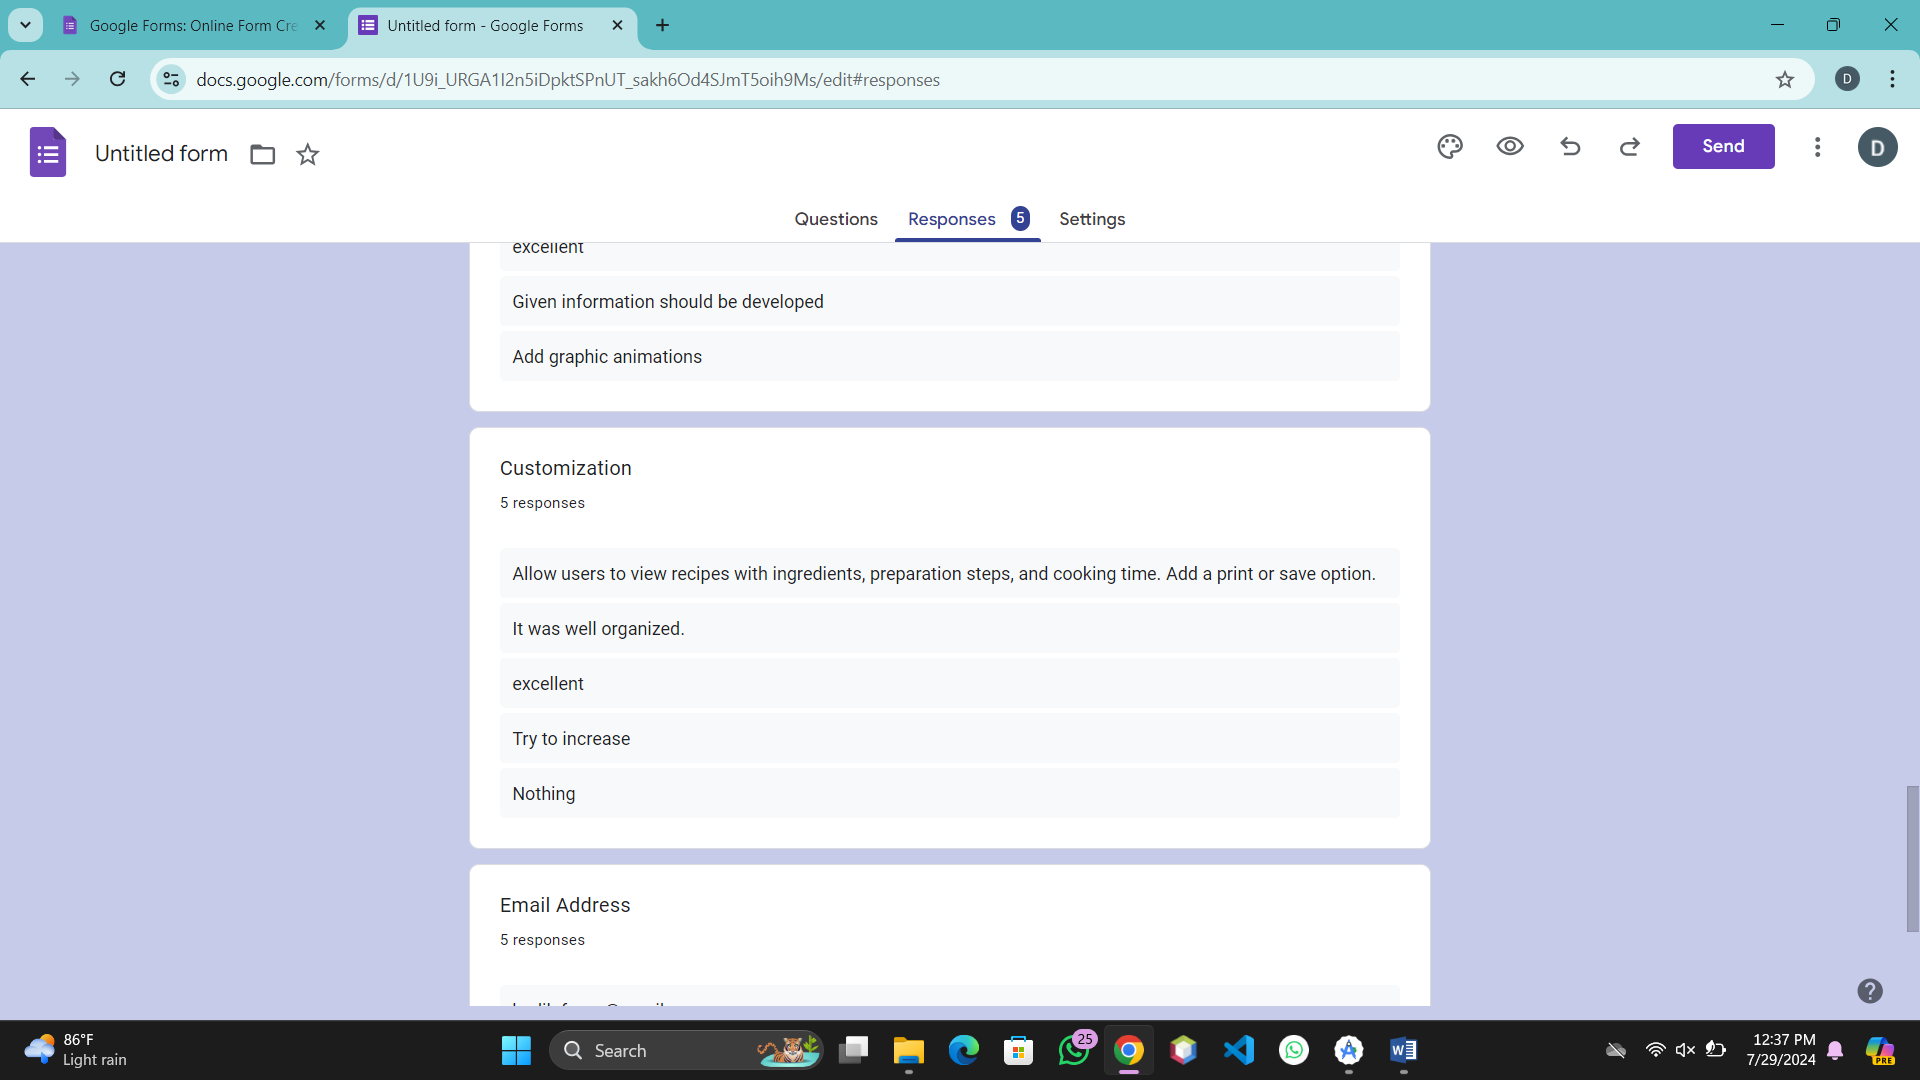 Google Forms: Online Form Cre
Untitled form - Google Forms
docs.google.com/forms/d/1U9i_URGA1I2n5iDpktSPnUT_sakh6Od4SJmT5oih9Ms/edit#responses
D
Untitled form
Send
D
Questions
Responses 5
Settings
excellent
Given information should be developed
Add graphic animations
Customization
5 responses
Allow users to view recipes with ingredients, preparation steps, and cooking time. Add a print or save option.
It was well organized.
excellent
Try to increase
Nothing
Email Address
5 responses
86°F
Light rain
Search
25
12:37 PM
7/29/2024
PRE